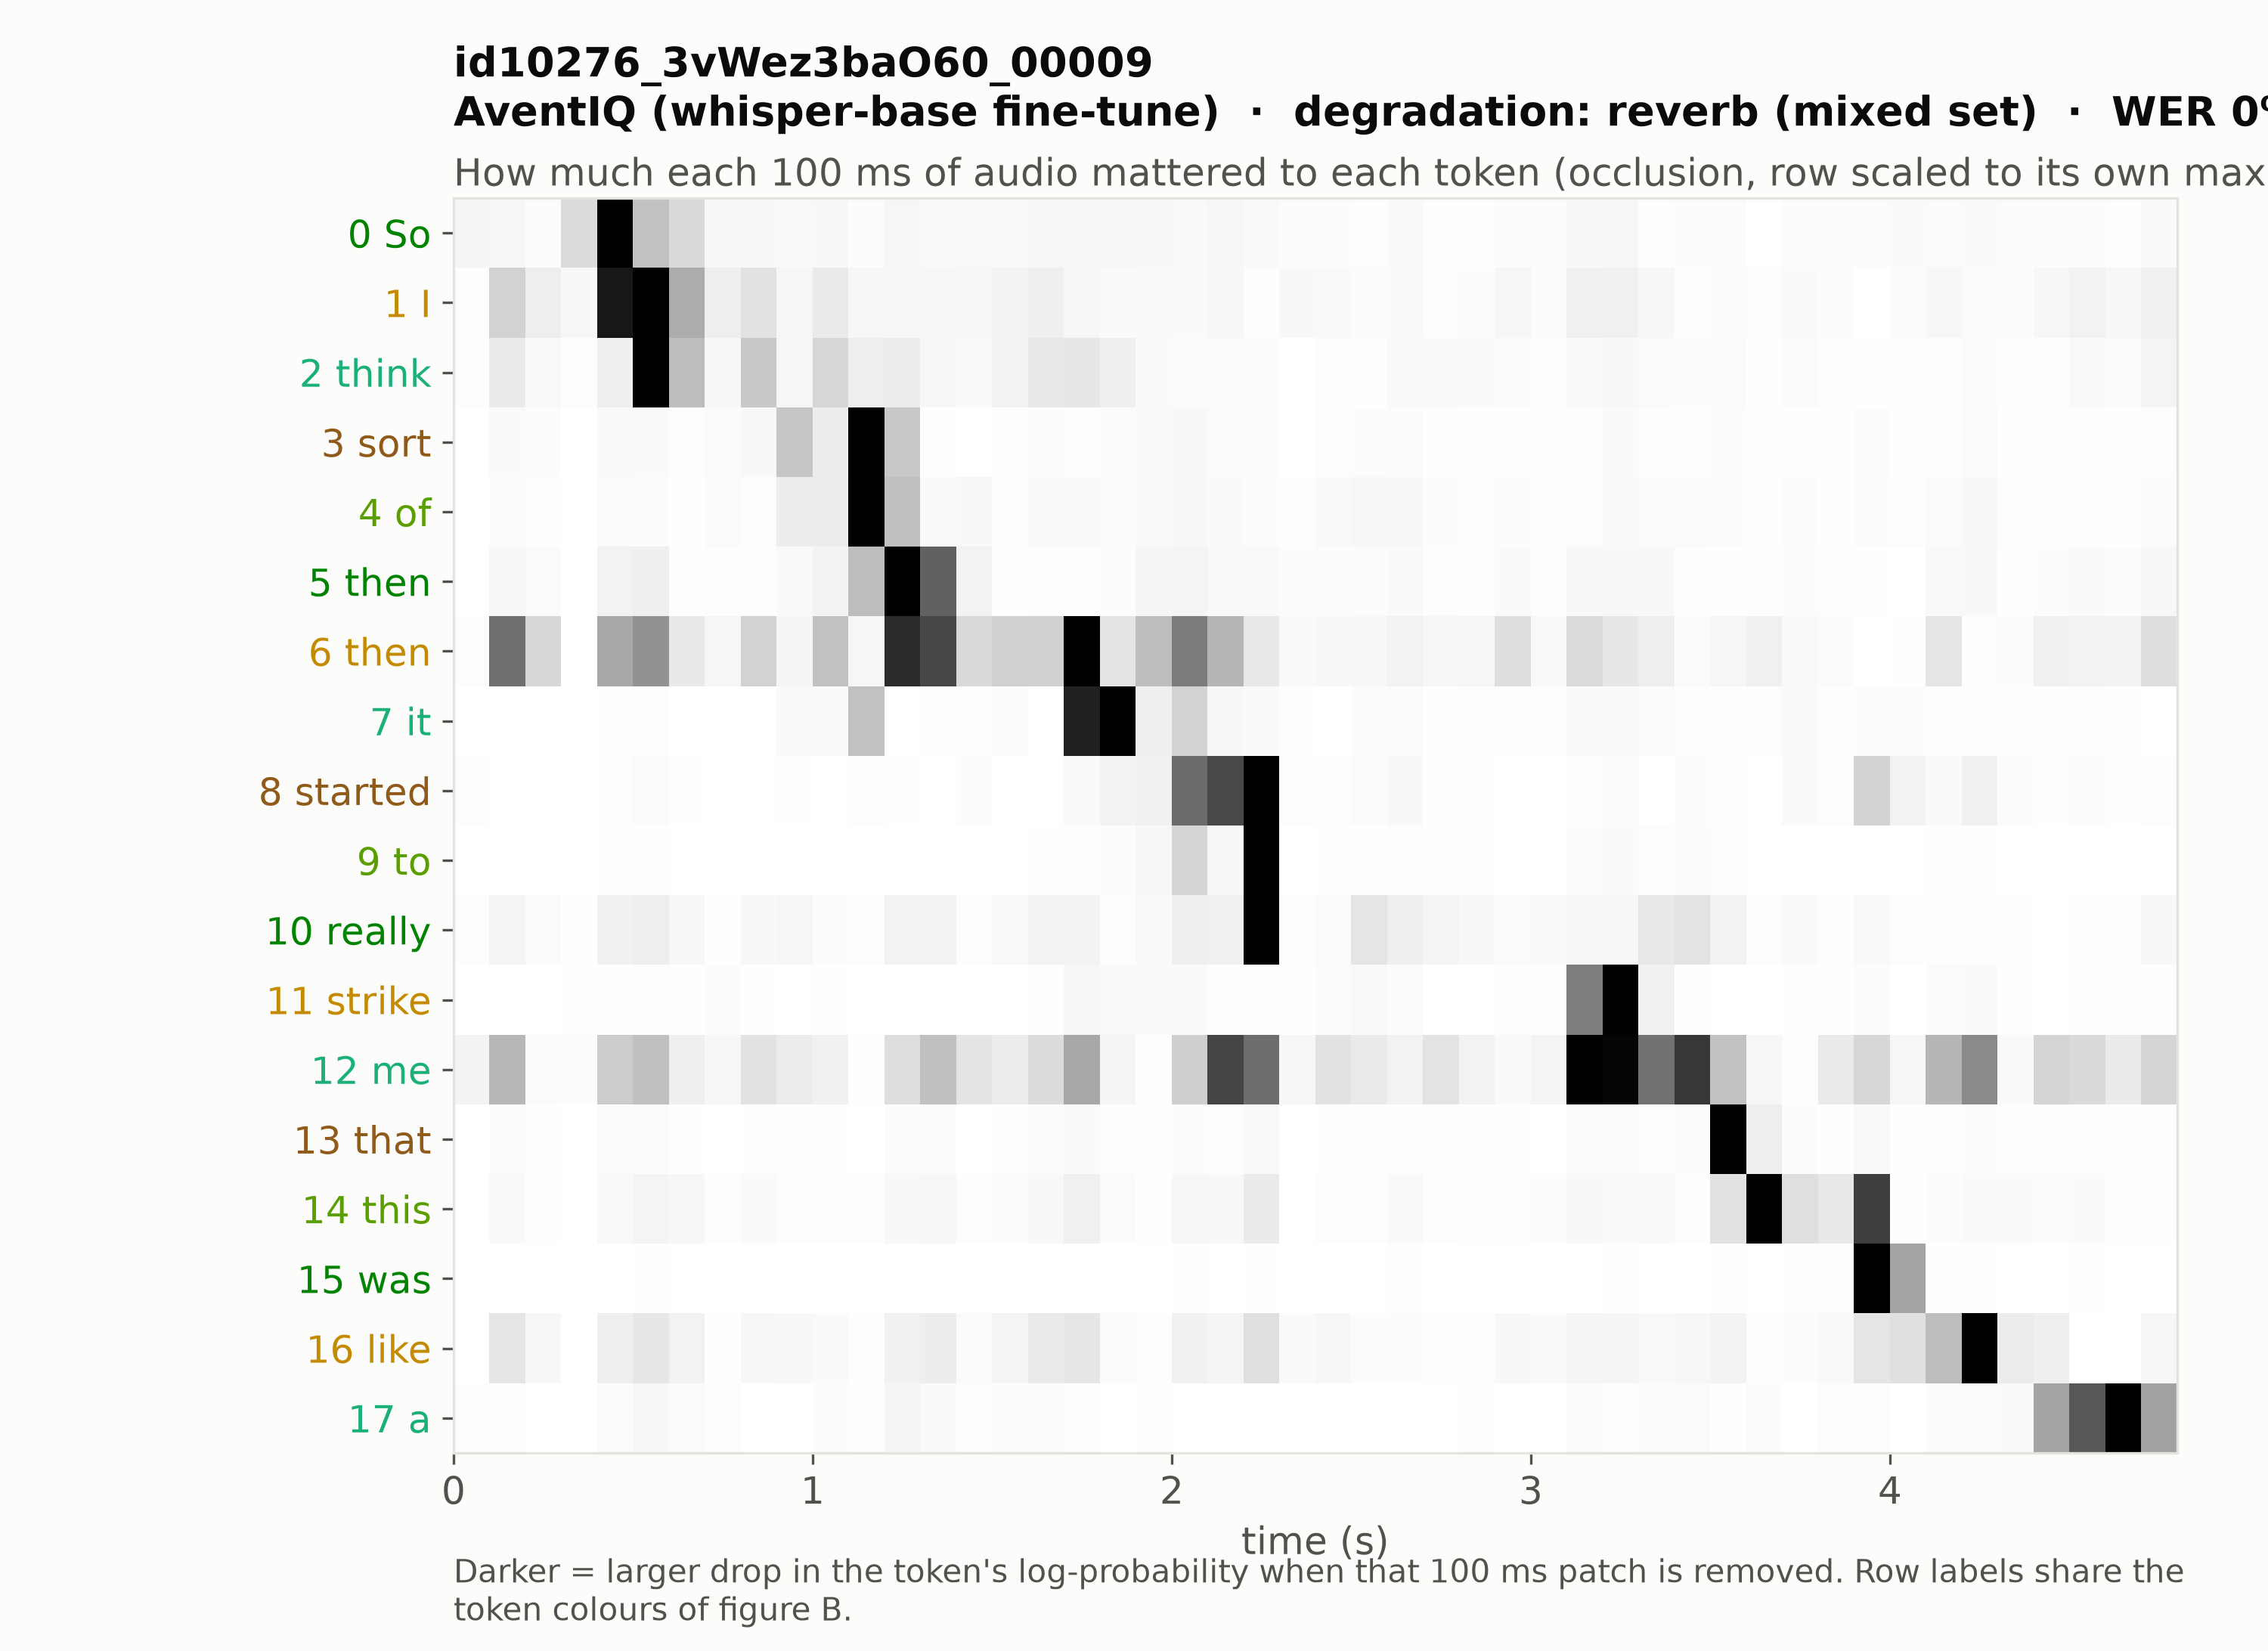 id10276_3vWez3baO60_00009
AventIQ (whisper-base fine-tune) · degradation: reverb (mixed set) · WER 0%
How much each 100 ms of audio mattered to each token (occlusion, row scaled to its own max
0 So
1 I
2 think
3 sort
4 of
5 then
6 then
7 it
8 started
9 to
10 really
11 strike
12 me
13 that
14 this
15 was
16 like
17 a
0 1 2 3 4
time (s)
Darker = larger drop in the token's log-probability when that 100 ms patch is removed. Row labels share the
token colours of figure B.